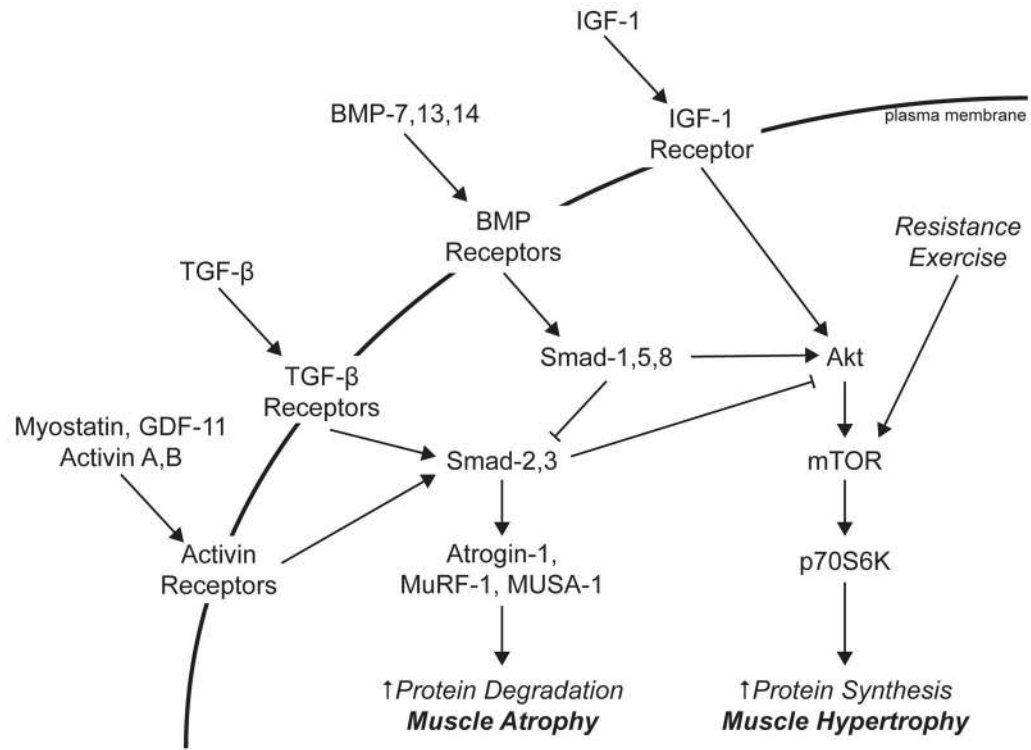 IGF-1
BMP-7,13,14
IGF-1
Receptor
plasma membrane
BMP
Receptors
Resistance
Exercise
TGF-β
Smad-1,5,8
Akt
TGF-β
Receptors
Myostatin, GDF-11
Activin A,B
Smad-2,3
mTOR
Activin
Receptors
Atrogin-1,
MuRF-1, MUSA-1
p70S6K
↑Protein Degradation
Muscle Atrophy
↑Protein Synthesis
Muscle Hypertrophy